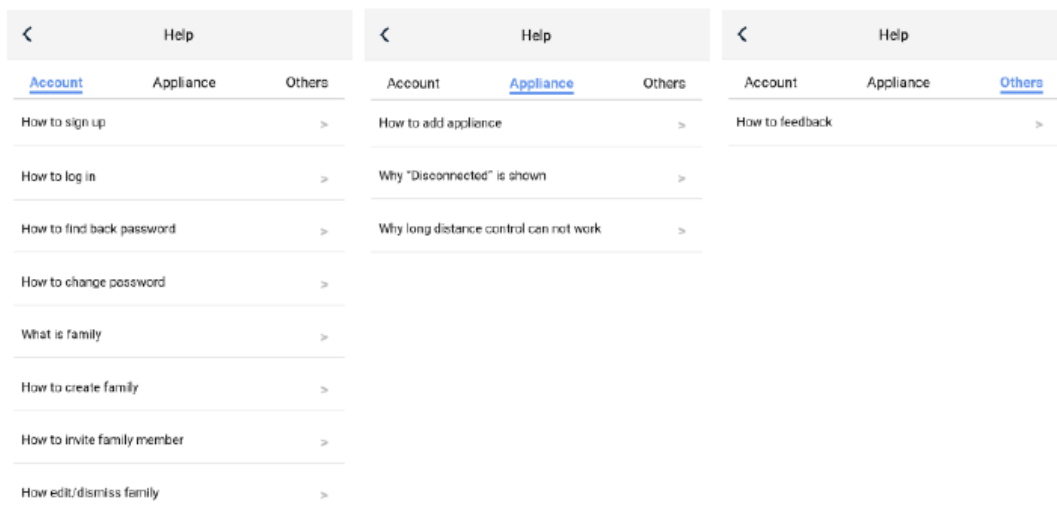 Help
Account Appliance Others
How to sign up >
How to log in >
How to find back password >
How to change password >
What is family >
How to create family >
How to invite family member >
How edit/dismiss family >
Help
Account Appliance Others
How to add appliance >
Why "Disconnected" is shown >
Why long distance control can not work >
Help
Account Appliance Others
How to feedback >